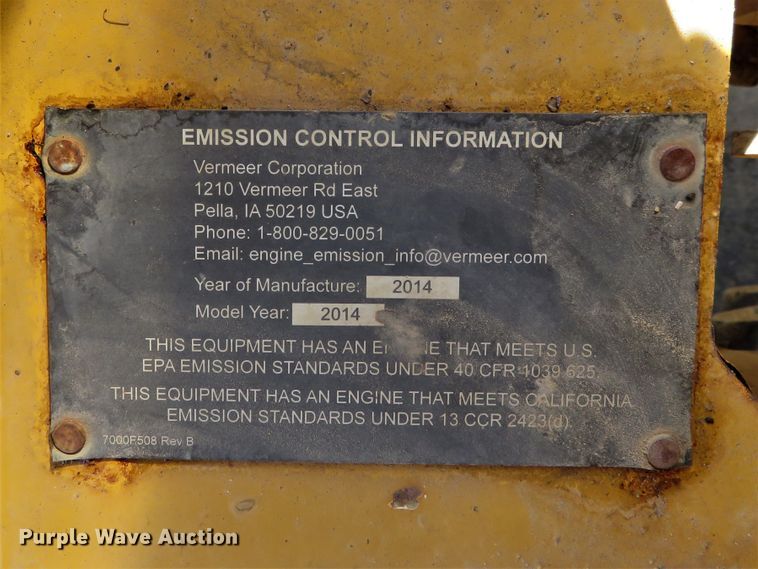 EMISSION CONTROL INFORMATION
Vermeer Corporation
1210 Vermeer Rd East
Pella, IA 50219 USA
Phone: 1-800-829-0051
Email: engine_emission_info@vermeer.com
Year of Manufacture: 2014
Model Year: 2014
THIS EQUIPMENT HAS AN ENGINE THAT MEETS U.S.
EPA EMISSION STANDARDS UNDER 40 CFR 1039.625.
THIS EQUIPMENT HAS AN ENGINE THAT MEETS CALIFORNIA
EMISSION STANDARDS UNDER 13 CCR 2423(d).
7000F508 Rev B
Purple Wave Auction